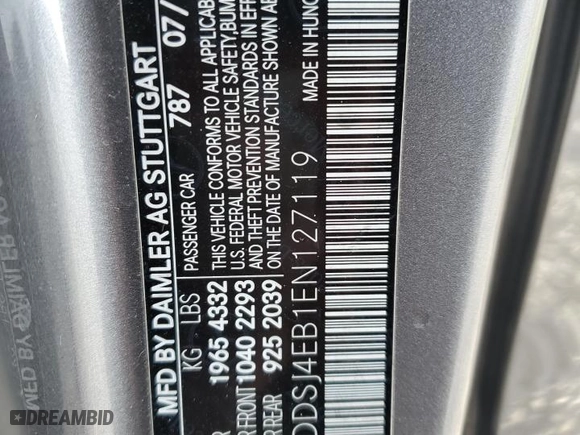 MFD BY DAIMLER AG STUTTGART
787 07/
PASSENGER CAR
KG LBS
THIS VEHICLE CONFORMS TO ALL APPLICABL
U.S. FEDERAL MOTOR VEHICLE SAFETY, BUM
AND THEFT PREVENTION STANDARDS IN EFF
ON THE DATE OF MANUFACTURE SHOWN AB
1965 4332
FRONT 1040 2293
REAR 925 2039
DDSJ4EB1EN127119
MADE IN HUNG
DREAMBID